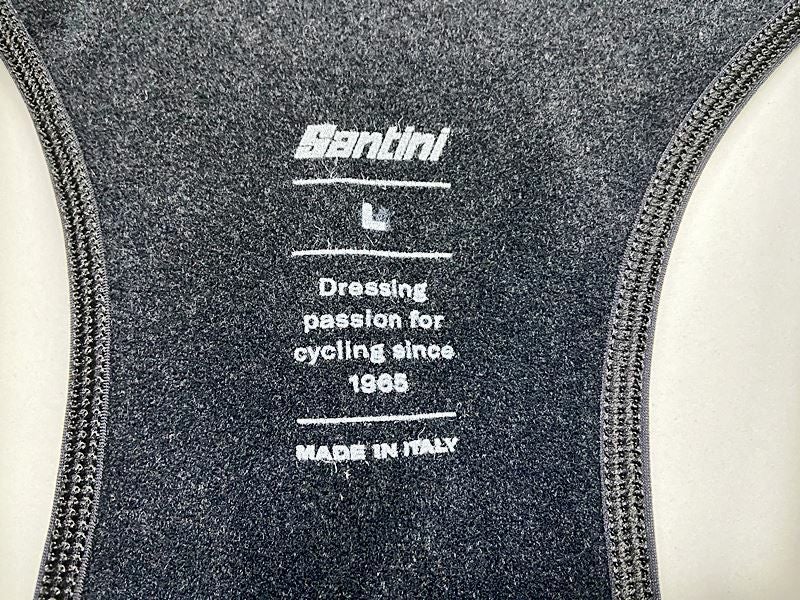 Santini
L
Dressing
passion for
cycling since
1965
MADE IN ITALY